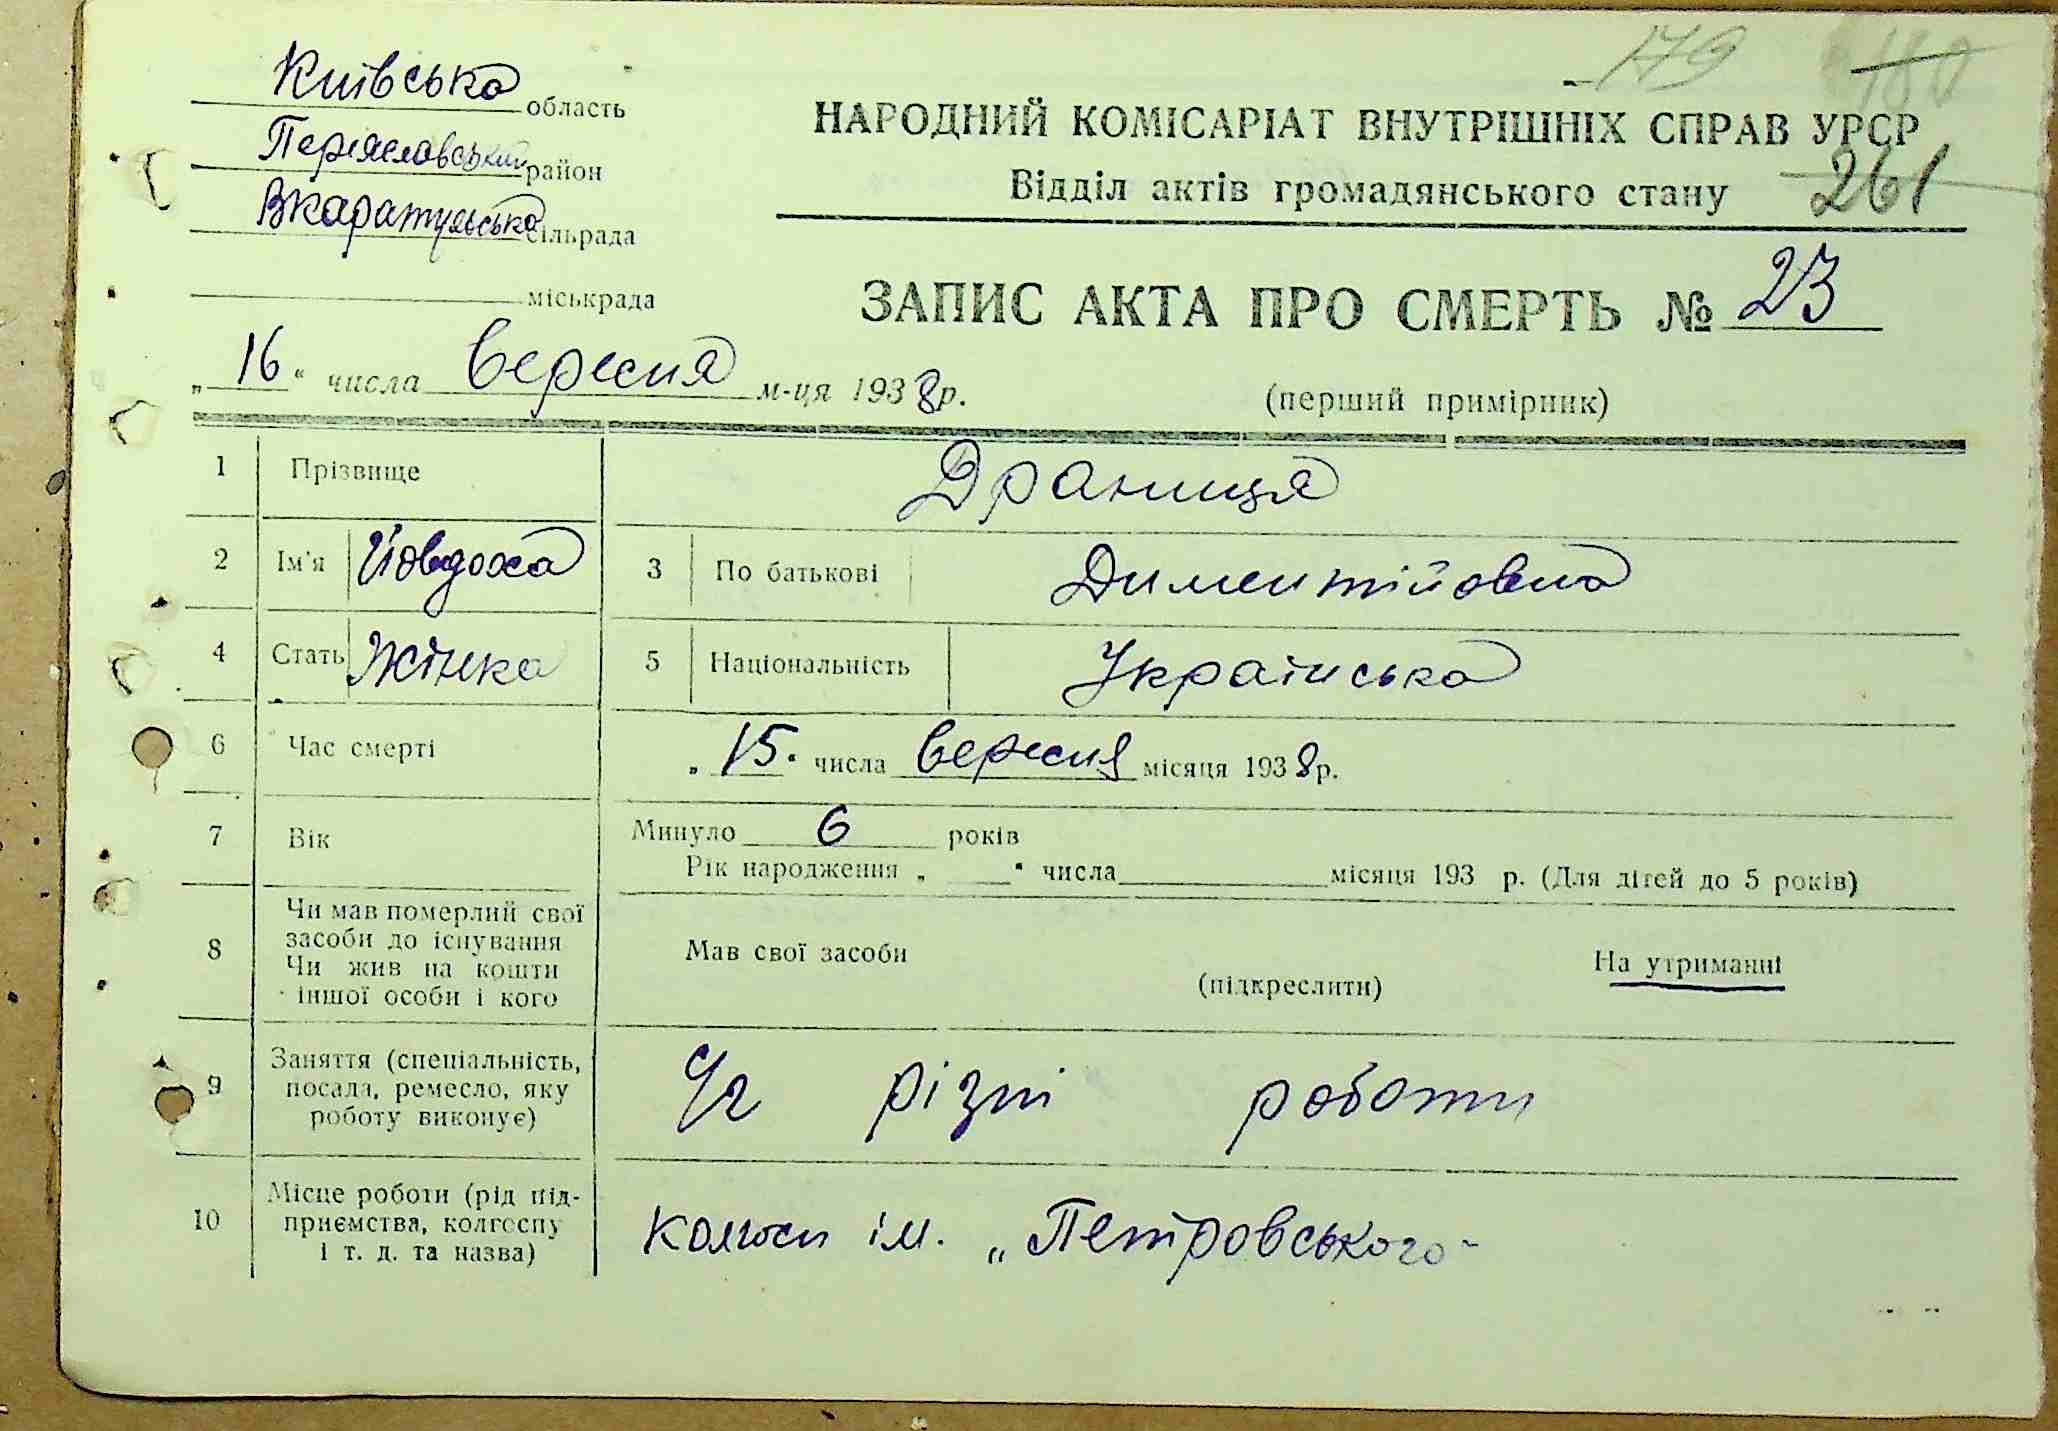 179 180
Київська область
Переяславський район
Вкаратульська сільрада
міськрада
НАРОДНИЙ КОМІСАРІАТ ВНУТРІШНІХ СПРАВ УРСР
Відділ актів громадянського стану 261
ЗАПИС АКТА ПРО СМЕРТЬ № 23
„16“ числа вересня м-ця 1938р.
(перший примірник)
1 Прізвище Драниця
2 Ім'я Йовдоха 3 По батькові Диментійовна
4 Стать Жінка 5 Національність Українська
6 Час смерті „15“ числа вересня місяця 1938р.
7 Вік Минуло 6 років
Рік народження „ “ числа місяця 193 р. (Для дітей до 5 років)
8 Чи мав померлий свої
засоби до існування
Чи жив на кошти
іншої особи і кого
Мав свої засоби (підкреслити) На утриманні
9 Заняття (спеціальність,
посада, ремесло, яку
роботу виконує)
різні роботи
10 Місце роботи (рід під-
приємства, колгоспу
і т. д. та назва)
колгосп ім. „Петровського"